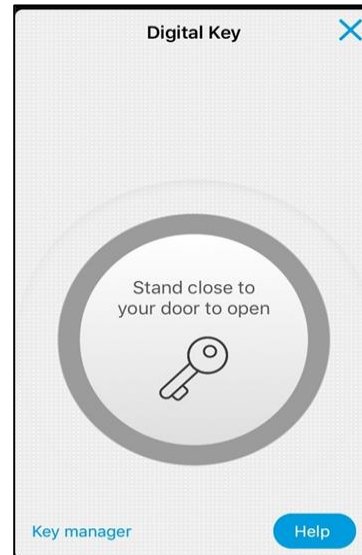 Digital Key
Stand close to
your door to open
Key manager
Help